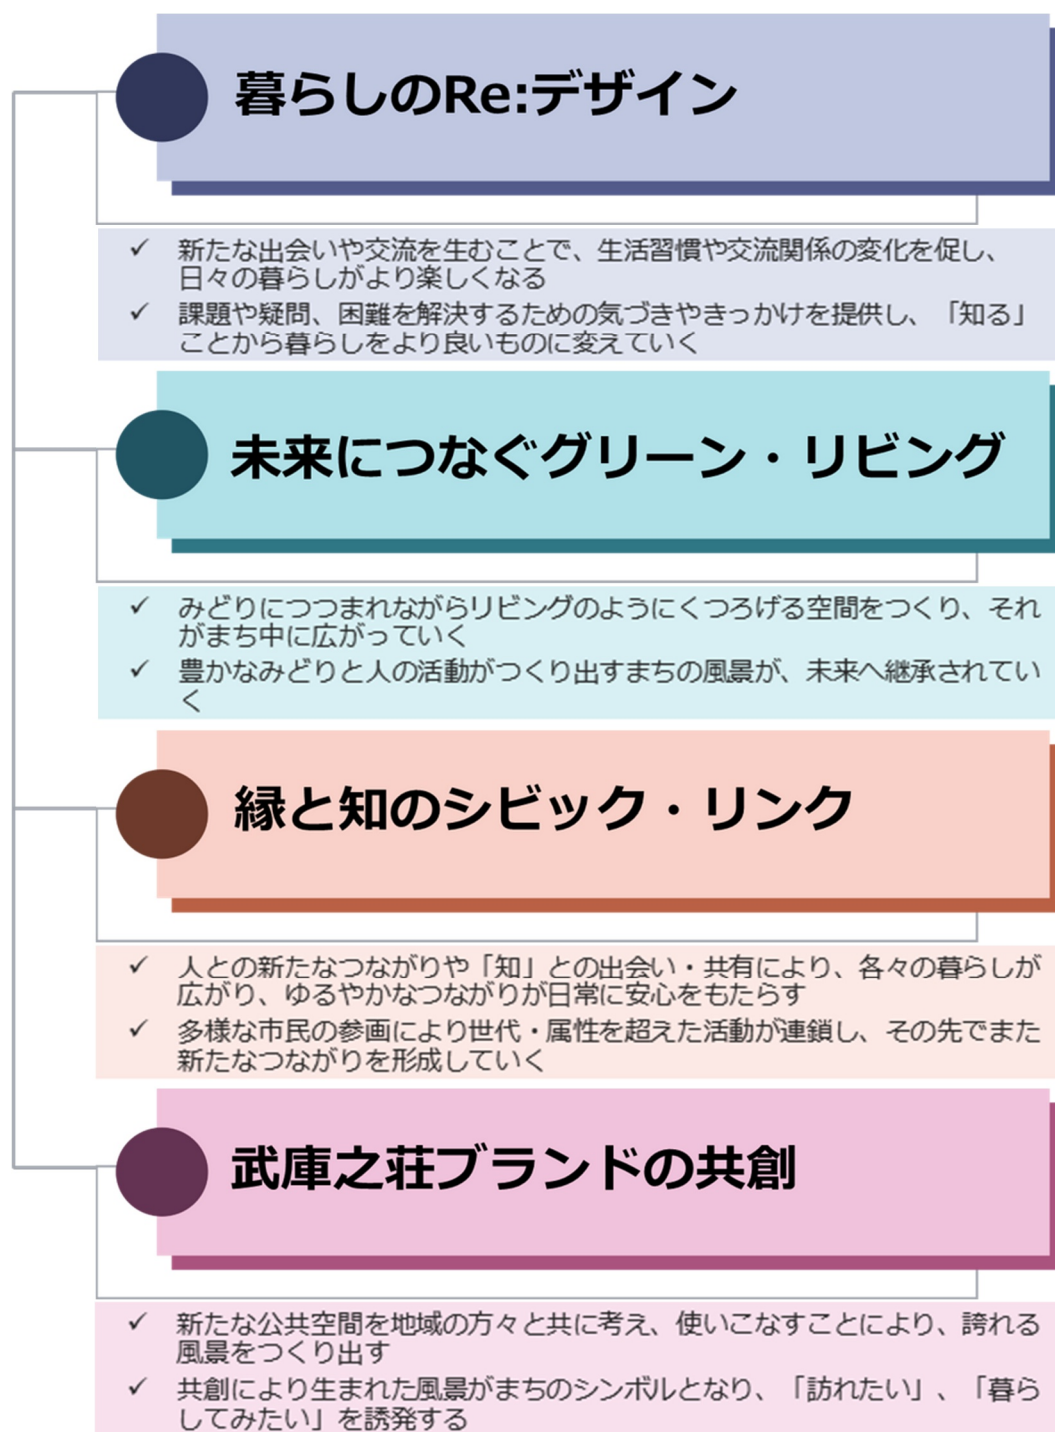 暮らしのRe:デザイン
✓ 新たな出会いや交流を生むことで、生活習慣や交流関係の変化を促し、
日々の暮らしがより楽しくなる
✓ 課題や疑問、困難を解決するための気づきやきっかけを提供し、「知る」
ことから暮らしをより良いものに変えていく
未来につなぐグリーン・リビング
✓ みどりにつつまれながらリビングのようにくつろげる空間をつくり、それ
がまち中に広がっていく
✓ 豊かなみどりと人の活動がつくり出すまちの風景が、未来へ継承されてい
く
縁と知のシビック・リンク
✓ 人との新たなつながりや「知」との出会い・共有により、各々の暮らしが
広がり、ゆるやかなつながりが日常に安心をもたらす
✓ 多様な市民の参画により世代・属性を超えた活動が連鎖し、その先でまた
新たなつながりを形成していく
武庫之荘ブランドの共創
✓ 新たな公共空間を地域の方々と共に考え、使いこなすことにより、誇れる
風景をつくり出す
✓ 共創により生まれた風景がまちのシンボルとなり、「訪れたい」、「暮ら
してみたい」を誘発する